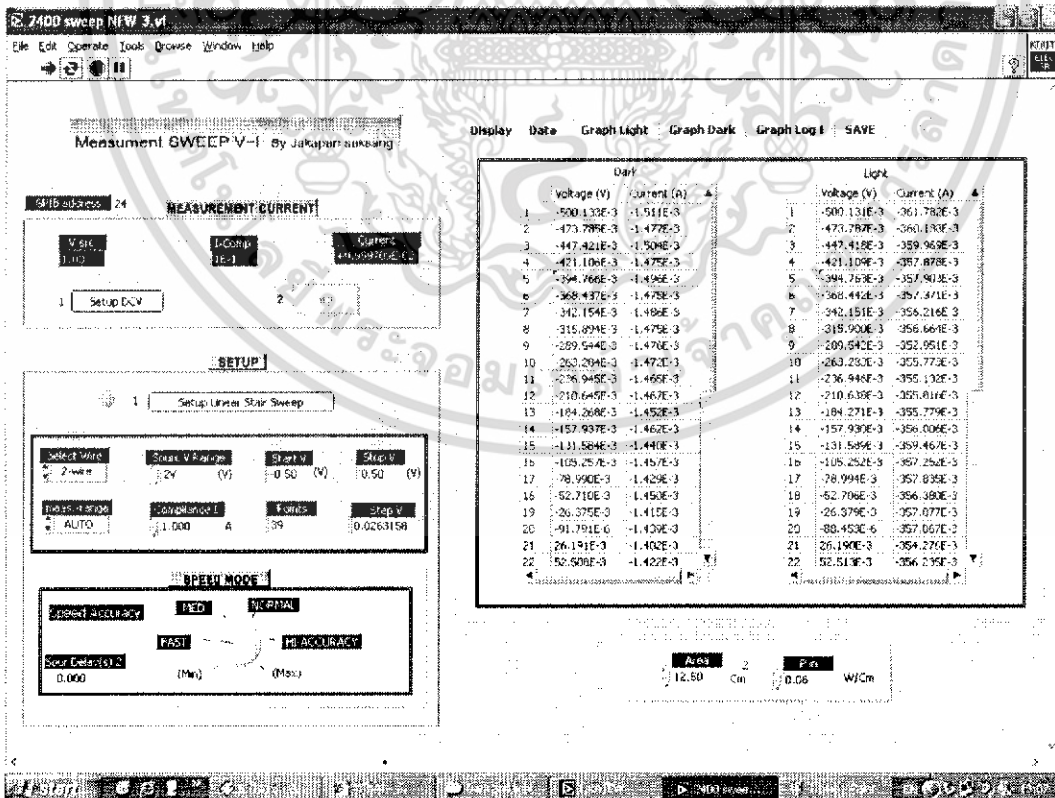 2400 sweep NEW 3.vi
File Edit Operate Tools Browse Window Help
Measument SWEEP V-I By Jakapan suksang
Display Data Graph Light Graph Dark Graph Log I SAVE
GPIB address 24
MEASUREMENT CURRENT
V src I-Comp Current
1E-1
1 Setup DCV 2
SETUP
1 Setup Linear Stair Sweep
Select Wire Sourc V Range Start V Stop V
2-wire 2V (V) -0.50 (V) 0.50 (V)
meas. range Compliance I Points Step V
AUTO 1.000 A 39 0.0263158
SPEED MODE
Speed Accuracy MED NORMAL
FAST HI-ACCURACY
Sour Delay(s) 2
0.000 (Min) (Max)
Dark
Voltage (V) Current (A)
1 -500.133E-3 -1.511E-3
2 -473.785E-3 -1.477E-3
3 -447.421E-3 -1.504E-3
4 -421.106E-3 -1.475E-3
5 -394.766E-3 -1.496E-3
6 -368.437E-3 -1.475E-3
7 -342.154E-3 -1.486E-3
8 -315.894E-3 -1.475E-3
9 -289.544E-3 -1.476E-3
10 -263.284E-3 -1.472E-3
11 -236.945E-3 -1.465E-3
12 -210.645E-3 -1.467E-3
13 -184.268E-3 -1.452E-3
14 -157.937E-3 -1.462E-3
15 -131.584E-3 -1.440E-3
16 -105.257E-3 -1.457E-3
17 -78.990E-3 -1.429E-3
18 -52.710E-3 -1.450E-3
19 -26.375E-3 -1.415E-3
20 -91.791E-6 -1.439E-3
21 26.191E-3 -1.402E-3
22 52.508E-3 -1.422E-3
Light
Voltage (V) Current (A)
1 -500.131E-3 -361.782E-3
2 -473.787E-3 -360.183E-3
3 -447.418E-3 -359.969E-3
4 -421.109E-3 -357.878E-3
5 -394.763E-3 -357.903E-3
6 -368.442E-3 -357.371E-3
7 -342.151E-3 -356.216E-3
8 -315.900E-3 -356.664E-3
9 -289.542E-3 -352.951E-3
10 -263.283E-3 -355.773E-3
11 -236.946E-3 -355.132E-3
12 -210.638E-3 -355.816E-3
13 -184.271E-3 -355.779E-3
14 -157.930E-3 -356.006E-3
15 -131.589E-3 -359.467E-3
16 -105.252E-3 -357.252E-3
17 -78.994E-3 -357.835E-3
18 -52.706E-3 -356.380E-3
19 -26.379E-3 -357.077E-3
20 -88.453E-6 -357.067E-3
21 26.190E-3 -354.276E-3
22 52.513E-3 -356.235E-3
Area Pin
12.50 Cm 2 0.06 W/Cm
start 2400 sweep